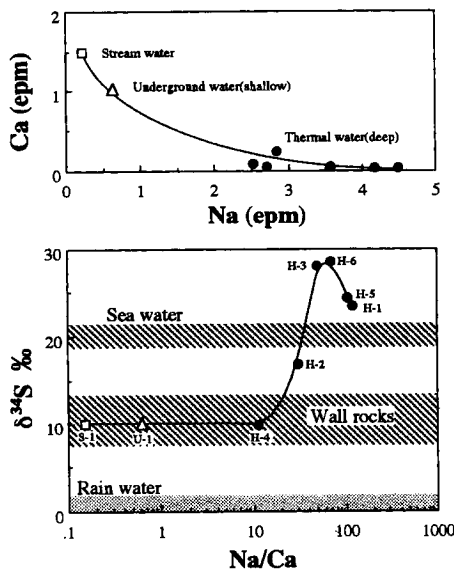 2
Ca (epm)
1
0
Stream water
Underground water(shallow)
Thermal water(deep)
0 1 2 3 4 5
Na (epm)
30
δ³⁴S ‰
20
10
0
H-3 H-6
H-5
H-1
Sea water
H-2
Wall rocks
S-1 U-1 H-4
Rain water
.1 1 10 100 1000
Na/Ca